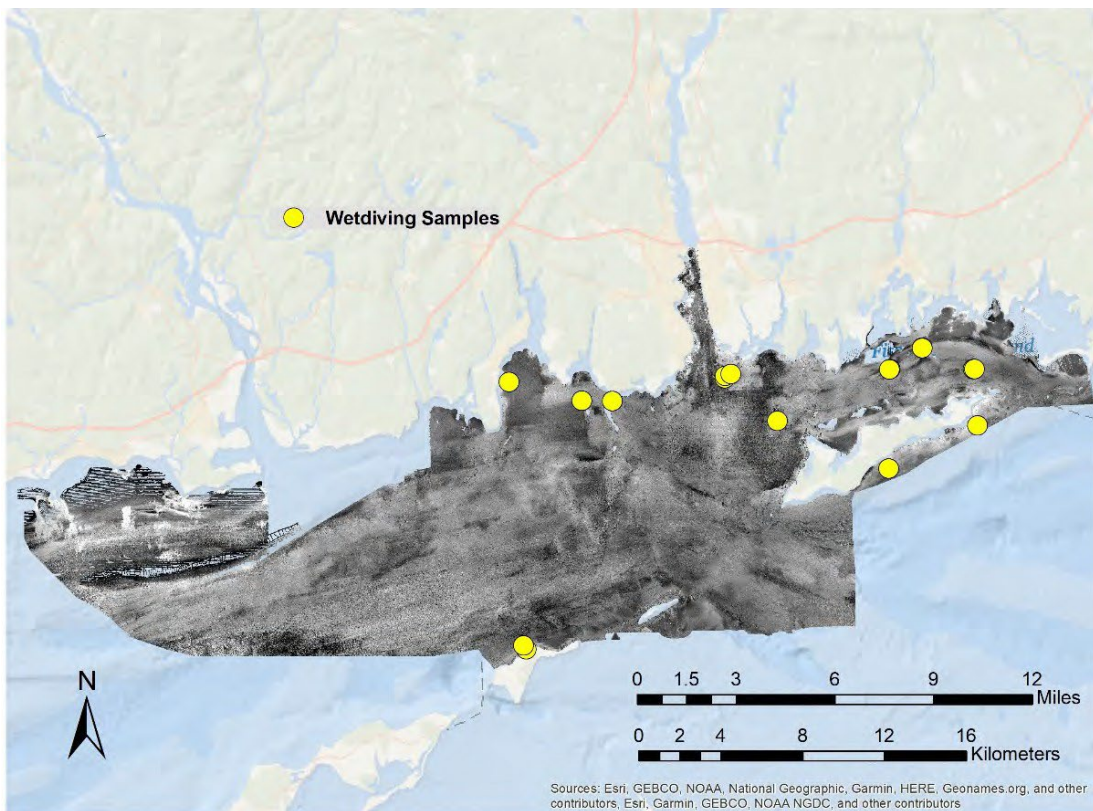 Wetdiving Samples
N
0 1.5 3 6 9 12
Miles
0 2 4 8 12 16
Kilometers
Sources: Esri, GEBCO, NOAA, National Geographic, Garmin, HERE, Geonames.org, and other
contributors, Esri, Garmin, GEBCO, NOAA NGDC, and other contributors